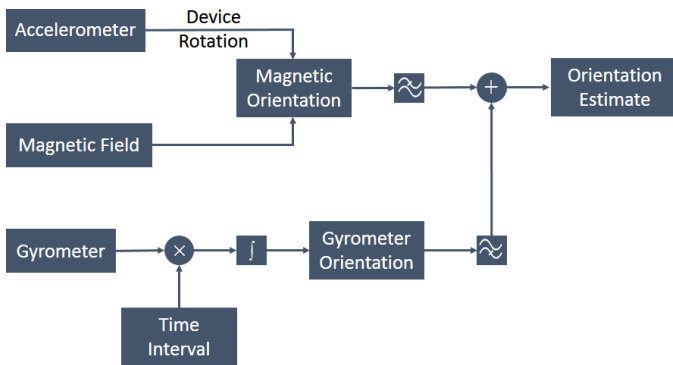 Accelerometer
Device
Rotation
Magnetic
Orientation
+
Orientation
Estimate
Magnetic Field
Gyrometer
×
∫
Gyrometer
Orientation
Time
Interval